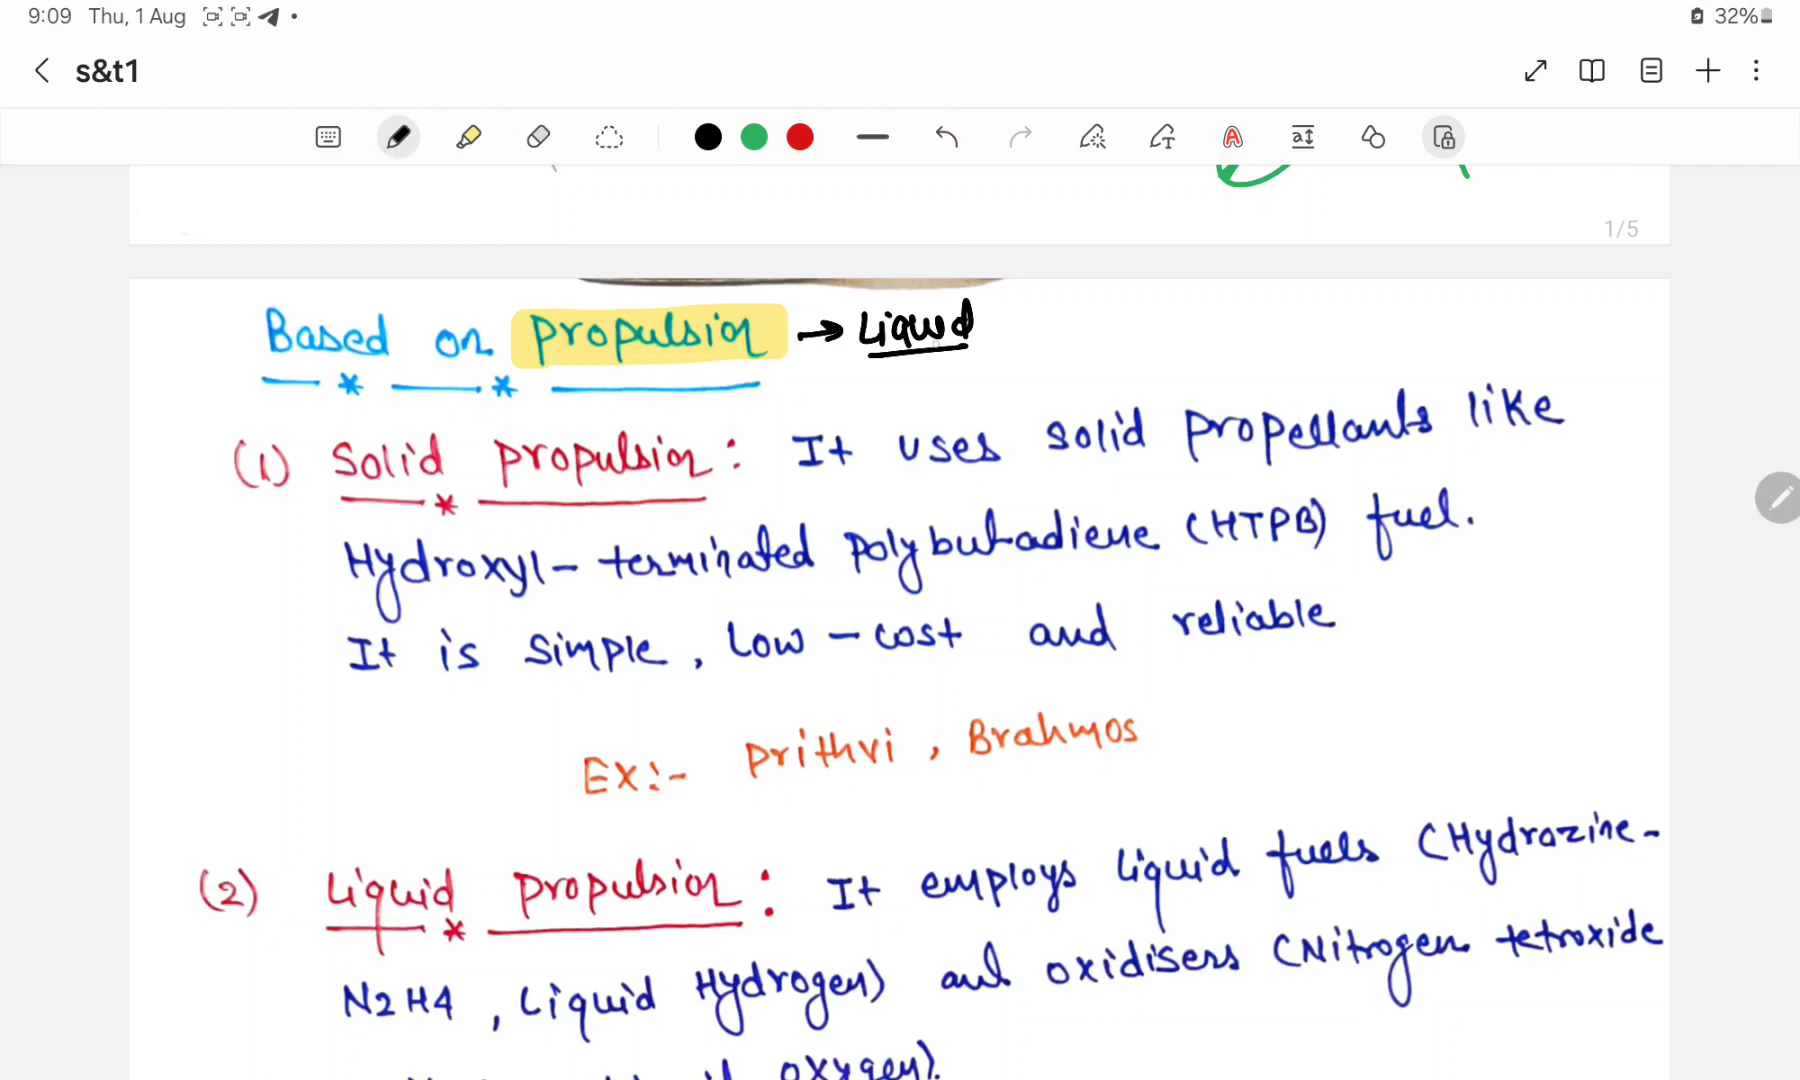 9:09 Thu, 1 Aug 32%
s&t1
1/5
Based on propulsion → Liquid
(1) Solid propulsion : It uses solid propellants like
Hydroxyl-terminated Polybutadiene (HTPB) fuel.
It is simple, Low-cost and reliable
Ex:- Prithvi, Brahmos
(2) Liquid propulsion : It employs liquid fuels (Hydrazine-
N2H4, Liquid Hydrogen) and oxidisers (Nitrogen tetroxide
oxygen).